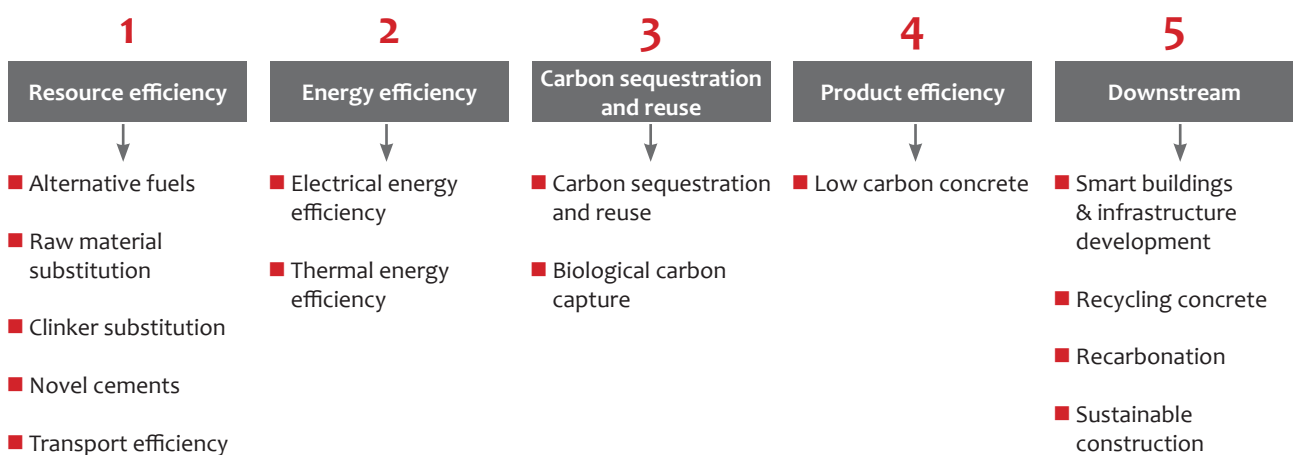 1
Resource efficiency
Alternative fuels
Raw material
substitution
Clinker substitution
Novel cements
Transport efficiency
2
Energy efficiency
Electrical energy
efficiency
Thermal energy
efficiency
3
Carbon sequestration
and reuse
Carbon sequestration
and reuse
Biological carbon
capture
4
Product efficiency
Low carbon concrete
5
Downstream
Smart buildings
& infrastructure
development
Recycling concrete
Recarbonation
Sustainable
construction